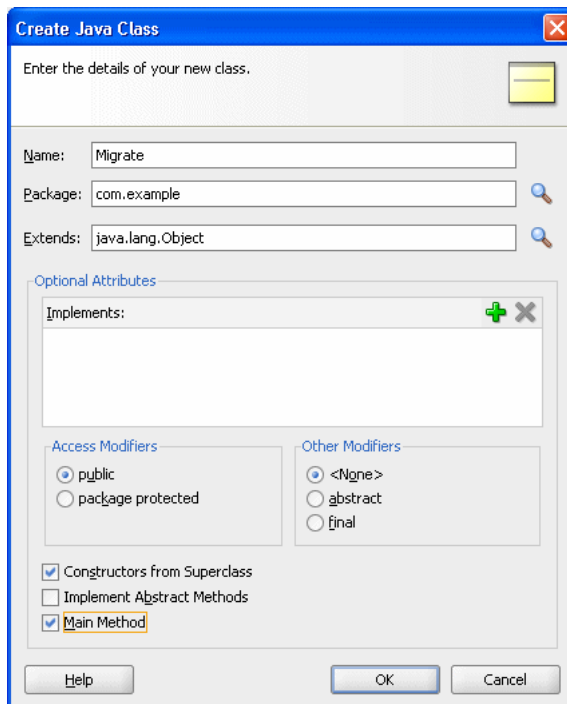 Create Java Class
Enter the details of your new class.
Name: Migrate
Package: com.example
Extends: java.lang.Object
Optional Attributes
Implements:
Access Modifiers
public
package protected
Other Modifiers
<None>
abstract
final
Constructors from Superclass
Implement Abstract Methods
Main Method
Help OK Cancel